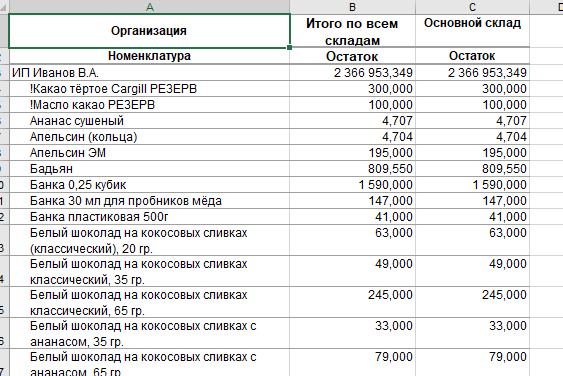 A B C D
Организация Итого по всем Основной склад
складам
Номенклатура Остаток Остаток
ИП Иванов В.А. 2 366 953,349 2 366 953,349
!Какао тёртое Cargill РЕЗЕРВ 300,000 300,000
!Масло какао РЕЗЕРВ 100,000 100,000
Ананас сушеный 4,707 4,707
Апельсин (кольца) 4,704 4,704
Апельсин ЭМ 195,000 195,000
Бадьян 809,550 809,550
Банка 0,25 кубик 1 590,000 1 590,000
Банка 30 мл для пробников мёда 147,000 147,000
Банка пластиковая 500г 41,000 41,000
Белый шоколад на кокосовых сливках 63,000 63,000
(классический), 20 гр.
Белый шоколад на кокосовых сливках 49,000 49,000
классический, 35 гр.
Белый шоколад на кокосовых сливках 245,000 245,000
классический, 65 гр.
Белый шоколад на кокосовых сливках с 33,000 33,000
ананасом, 35 гр.
Белый шоколад на кокосовых сливках с 79,000 79,000
ананасом, 65 гр.